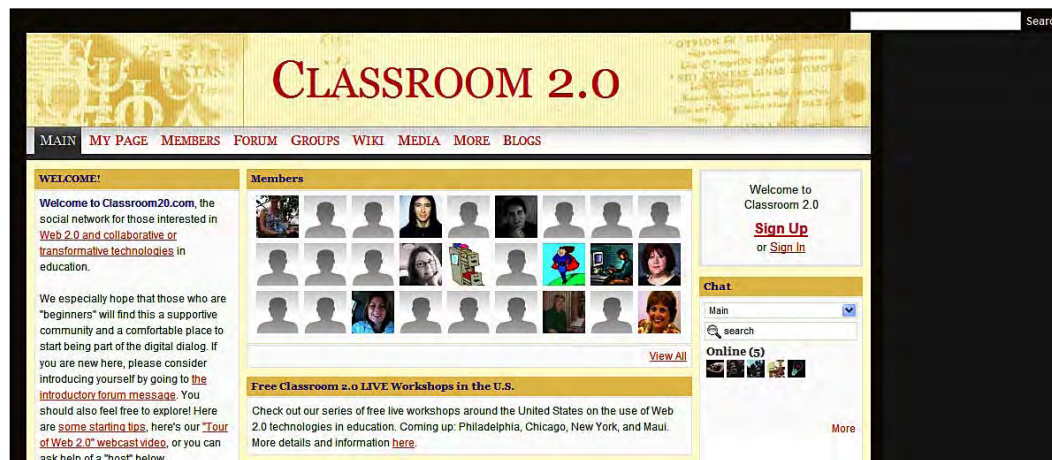 Searc
CLASSROOM 2.0
MAIN MY PAGE MEMBERS FORUM GROUPS WIKI MEDIA MORE BLOGS
WELCOME!
Welcome to Classroom20.com, the
social network for those interested in
Web 2.0 and collaborative or
transformative technologies in
education.
We especially hope that those who are
"beginners" will find this a supportive
community and a comfortable place to
start being part of the digital dialog. If
you are new here, please consider
introducing yourself by going to the
introductory forum message. You
should also feel free to explore! Here
are some starting tips, here's our "Tour
of Web 2.0" webcast video, or you can
ask help of a "host" below
Members
View All
Free Classroom 2.0 LIVE Workshops in the U.S.
Check out our series of free live workshops around the United States on the use of Web
2.0 technologies in education. Coming up: Philadelphia, Chicago, New York, and Maui.
More details and information here.
Welcome to
Classroom 2.0
Sign Up
or Sign In
Chat
Main
search
Online (5)
More